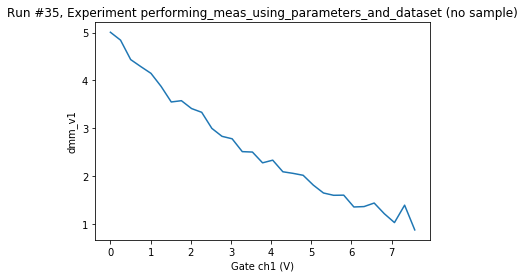 Run #35, Experiment performing_meas_using_parameters_and_dataset (no sample)
5
4
3
2
1
dmm_v1
0 1 2 3 4 5 6 7
Gate ch1 (V)